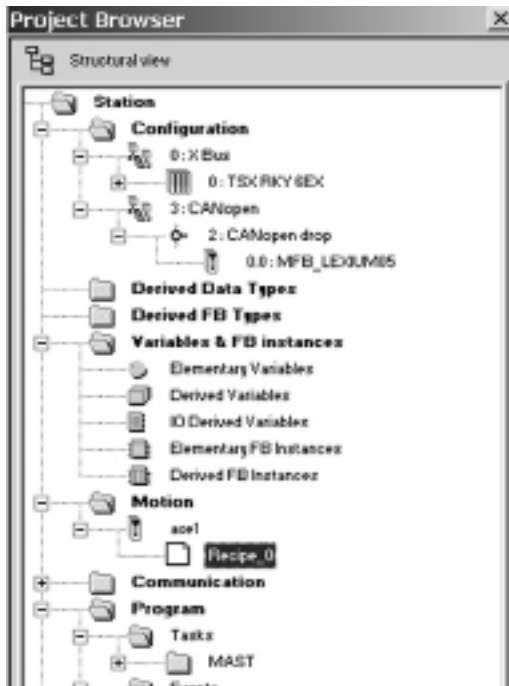 Project Browser
Structural view
Station
Configuration
0: X Bus
0: TSX RKY 6EX
3: CANopen
2: CANopen drop
0.0: MFB_LEXIUM05
Derived Data Types
Derived FB Types
Variables & FB instances
Elementary Variables
Derived Variables
IO Derived Variables
Elementary FB Instances
Derived FB Instances
Motion
Recipe_0
Communication
Program
Tasks
MAST
Events